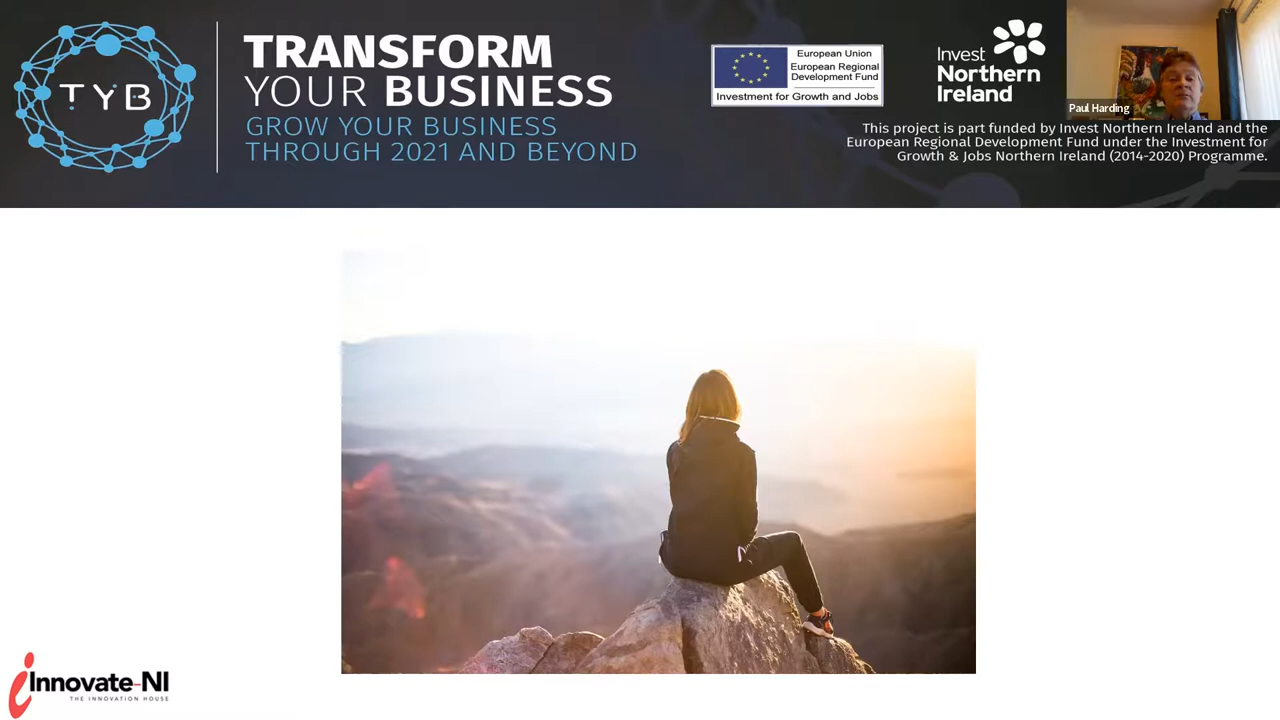 TYB
TRANSFORM
YOUR BUSINESS
GROW YOUR BUSINESS
THROUGH 2021 AND BEYOND
European Union
European Regional
Development Fund
Investment for Growth and Jobs
Invest
Northern
Ireland
Paul Harding
This project is part funded by Invest Northern Ireland and the
European Regional Development Fund under the Investment for
Growth & Jobs Northern Ireland (2014-2020) Programme.
innovate-NI
THE INNOVATION HOUSE